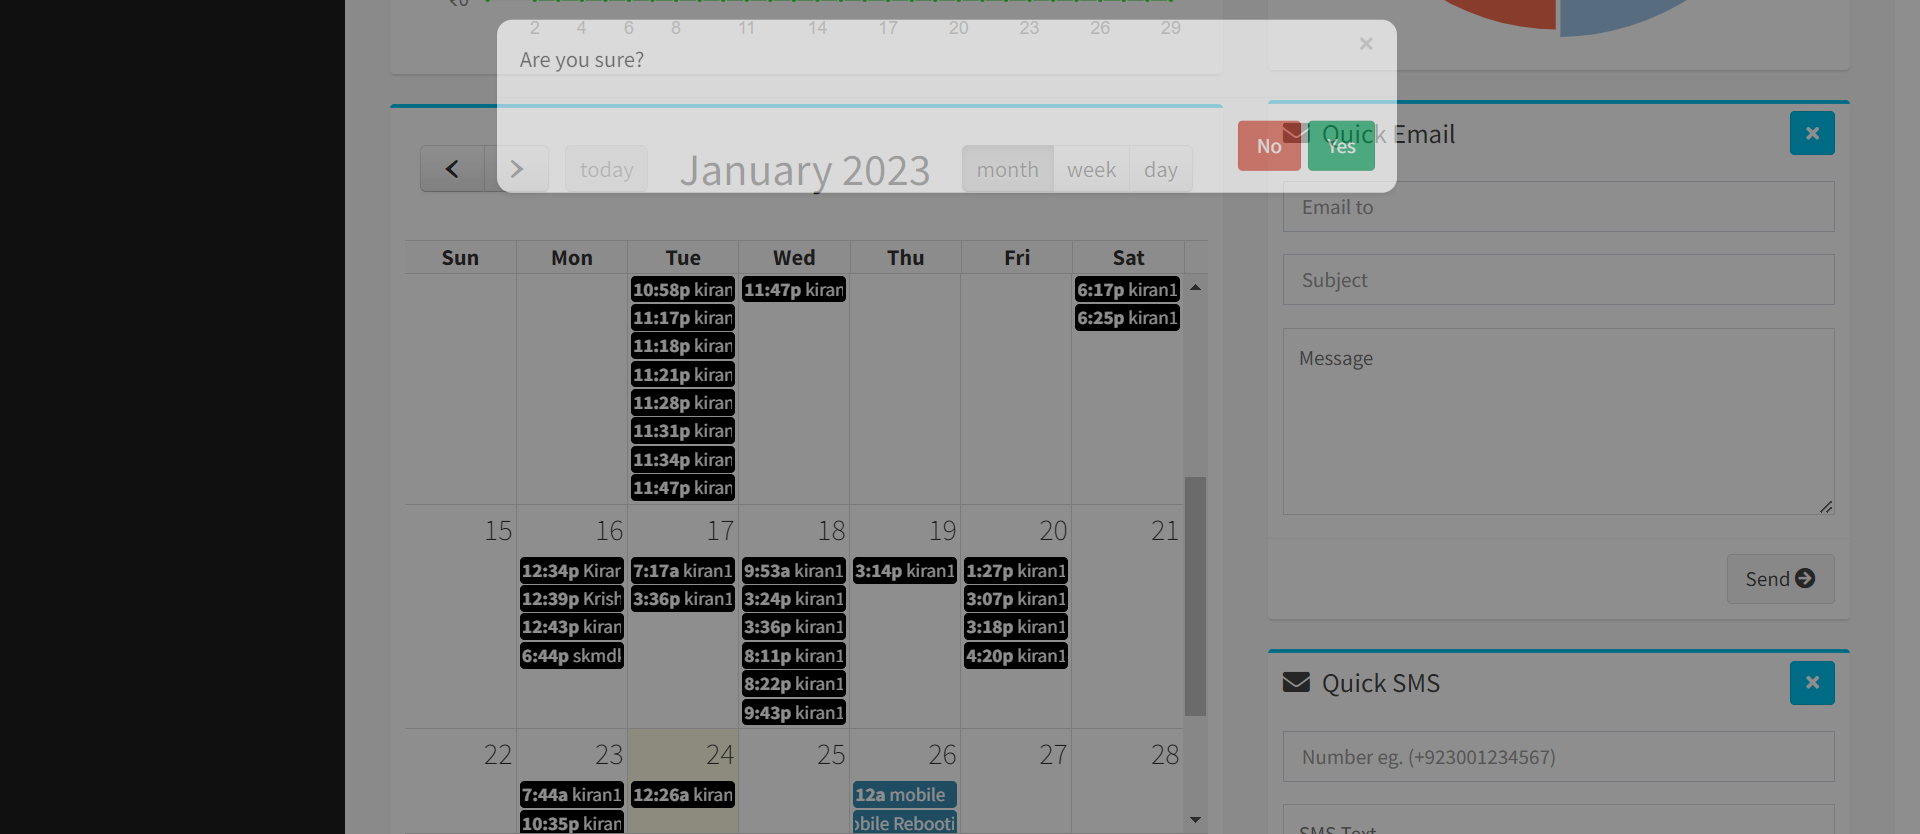 ₹0
2 4 6 8 11 14 17 20 23 26 29
×
Are you sure?
No Yes
today January 2023 month week day
Sun Mon Tue Wed Thu Fri Sat
10:58p kiran 11:47p kiran 6:17p kiran1
11:17p kiran 6:25p kiran1
11:18p kiran
11:21p kiran
11:28p kiran
11:31p kiran
11:34p kiran
11:47p kiran
15 16 17 18 19 20 21
12:34p Kiran 7:17a kiran1 9:53a kiran1 3:14p kiran1 1:27p kiran1
12:39p Krish 3:36p kiran1 3:24p kiran1 3:07p kiran1
12:43p kiran 3:36p kiran1 3:18p kiran1
6:44p skmdl 8:11p kiran1 4:20p kiran1
8:22p kiran1
9:43p kiran1
22 23 24 25 26 27 28
7:44a kiran1 12:26a kiran 12a mobile
10:35p kiran obile Rebooti
Quick Email
Email to
Subject
Message
Send
Quick SMS
Number eg. (+923001234567)
SMS Text